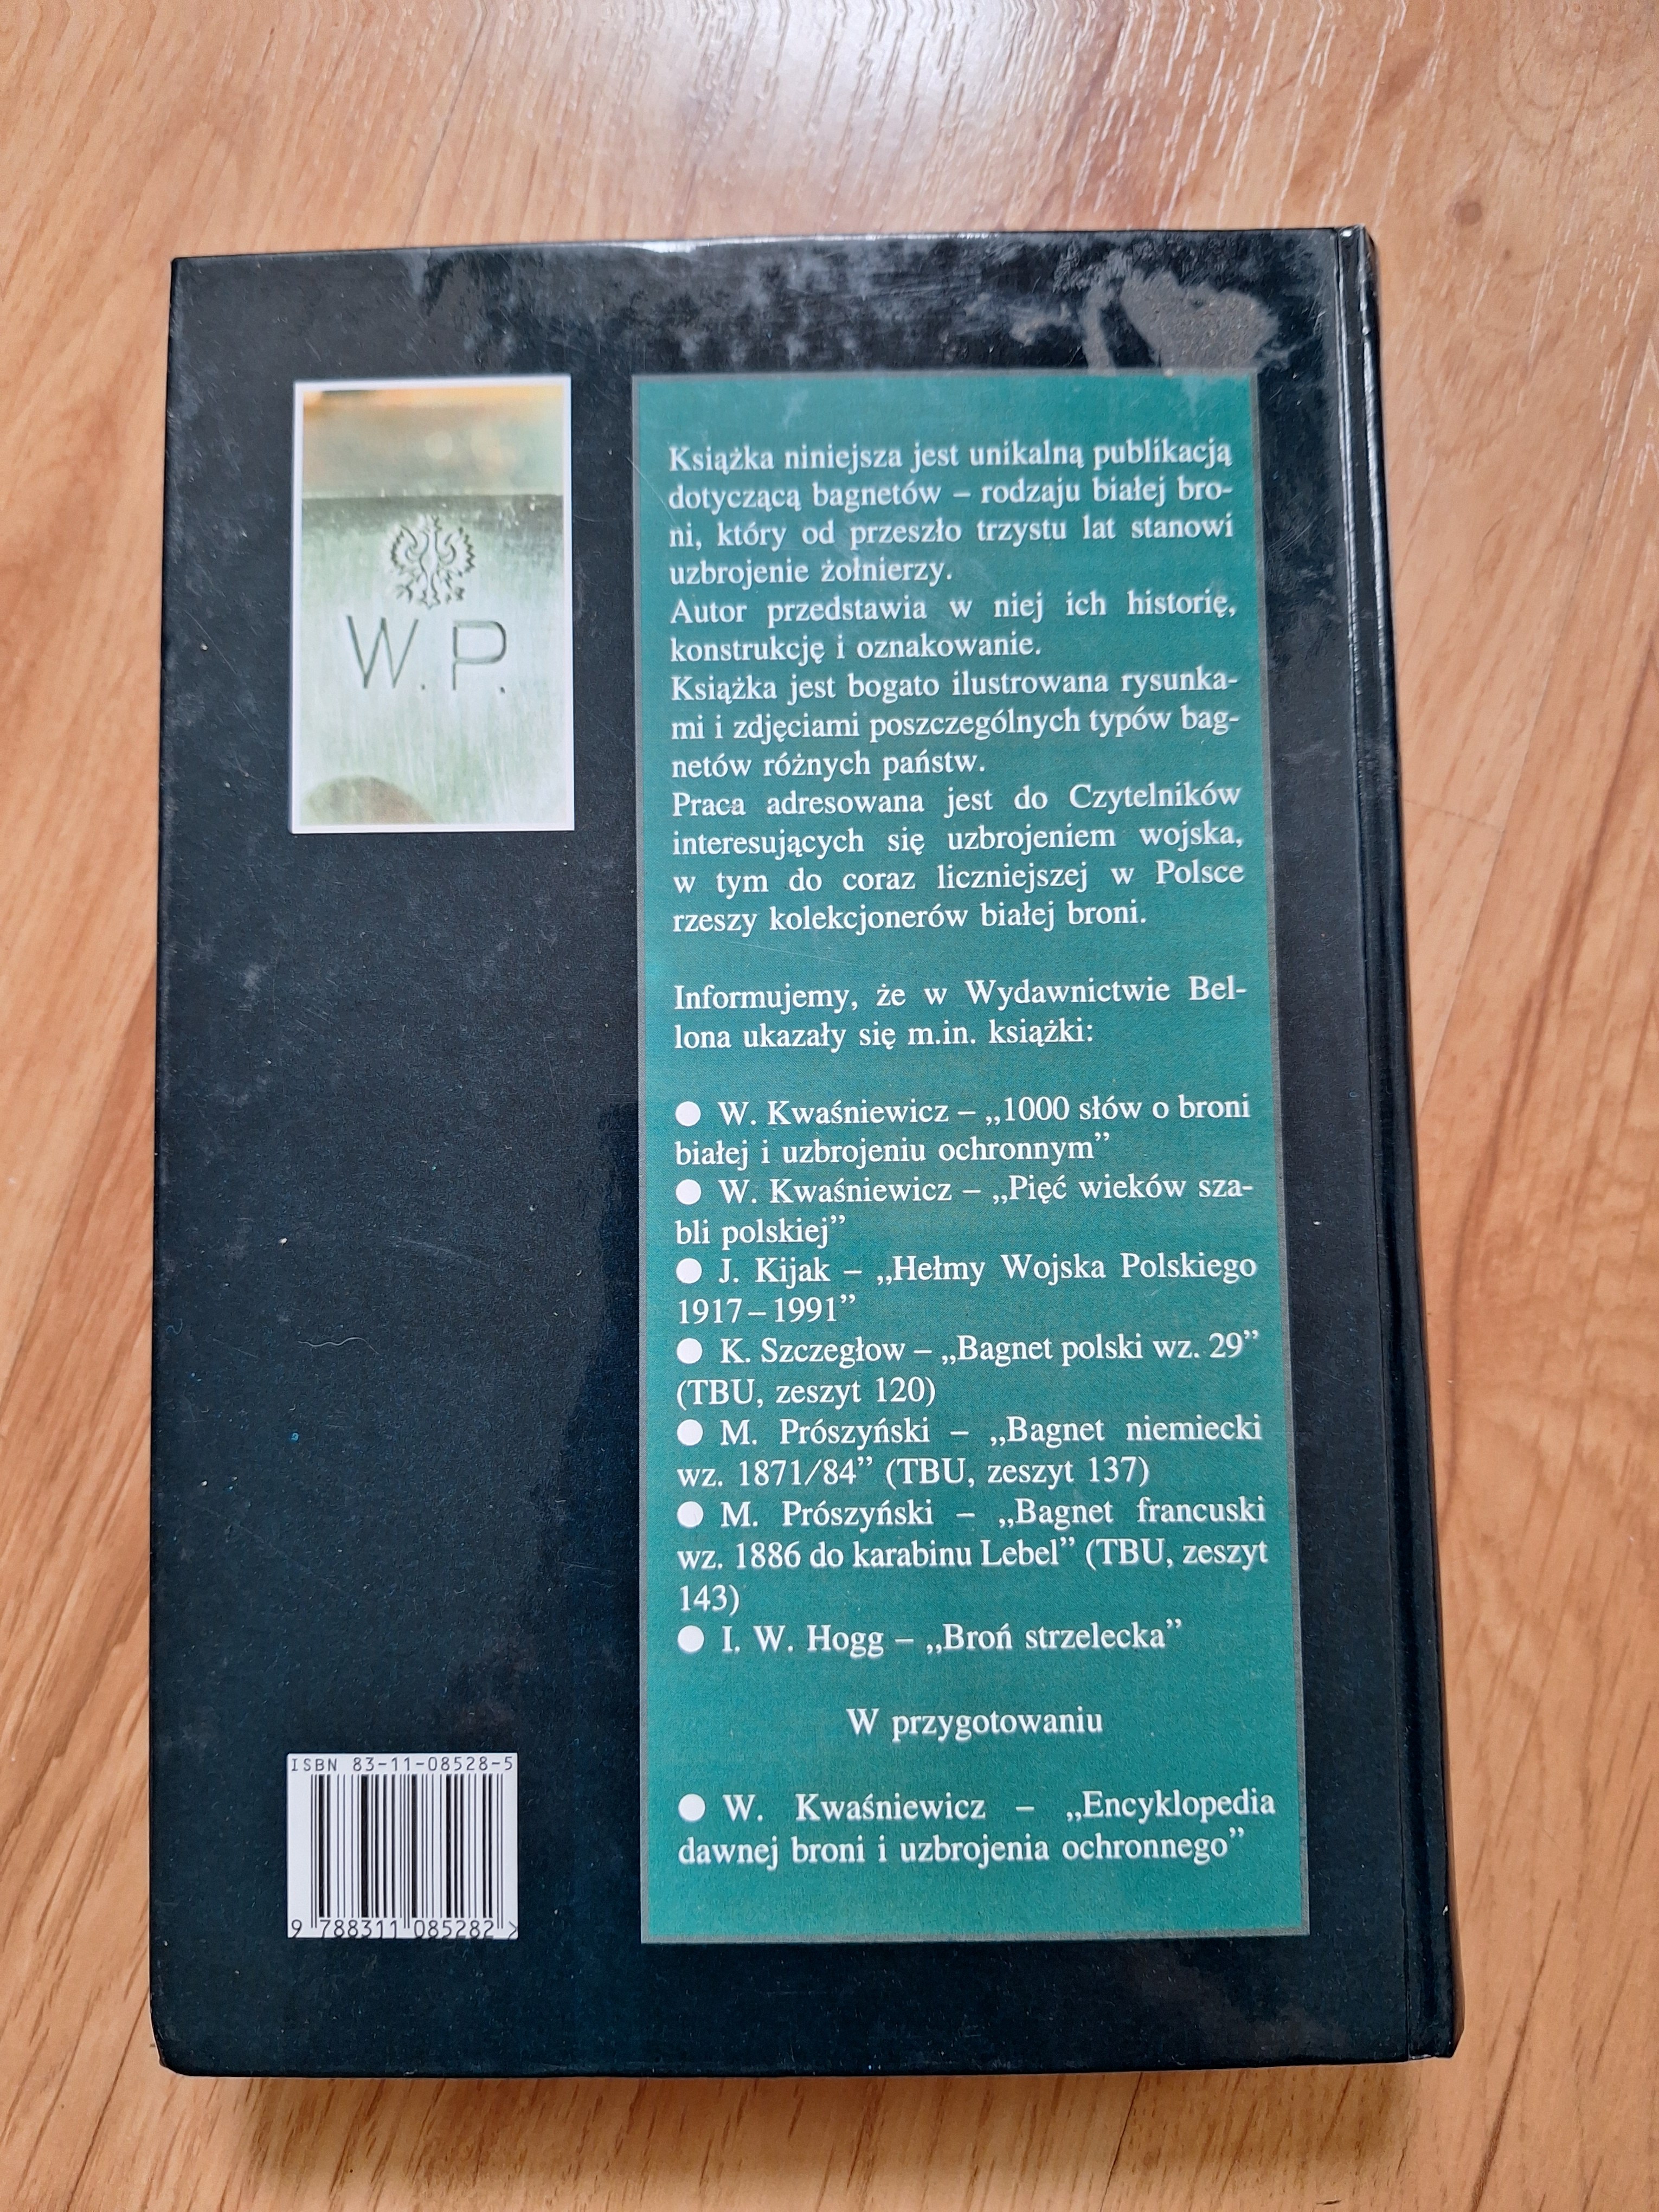 W. P.
Książka niniejsza jest unikalną publikacją
dotyczącą bagnetów – rodzaju białej bro-
ni, który od przeszło trzystu lat stanowi
uzbrojenie żołnierzy.
Autor przedstawia w niej ich historię,
konstrukcję i oznakowanie.
Książka jest bogato ilustrowana rysunka-
mi i zdjęciami poszczególnych typów bag-
netów różnych państw.
Praca adresowana jest do Czytelników
interesujących się uzbrojeniem wojska,
w tym do coraz liczniejszej w Polsce
rzeszy kolekcjonerów białej broni.
Informujemy, że w Wydawnictwie Bel-
lona ukazały się m.in. książki:
● W. Kwaśniewicz – „1000 słów o broni
białej i uzbrojeniu ochronnym”
● W. Kwaśniewicz – „Pięć wieków sza-
bli polskiej”
● J. Kijak – „Hełmy Wojska Polskiego
1917–1991”
● K. Szczegłow – „Bagnet polski wz. 29”
(TBU, zeszyt 120)
● M. Prószyński – „Bagnet niemiecki
wz. 1871/84” (TBU, zeszyt 137)
● M. Prószyński – „Bagnet francuski
wz. 1886 do karabinu Lebel” (TBU, zeszyt
143)
● I. W. Hogg – „Broń strzelecka”
W przygotowaniu
● W. Kwaśniewicz – „Encyklopedia
dawnej broni i uzbrojenia ochronnego”
ISBN 83-11-08528-5
9 788311 085282 >